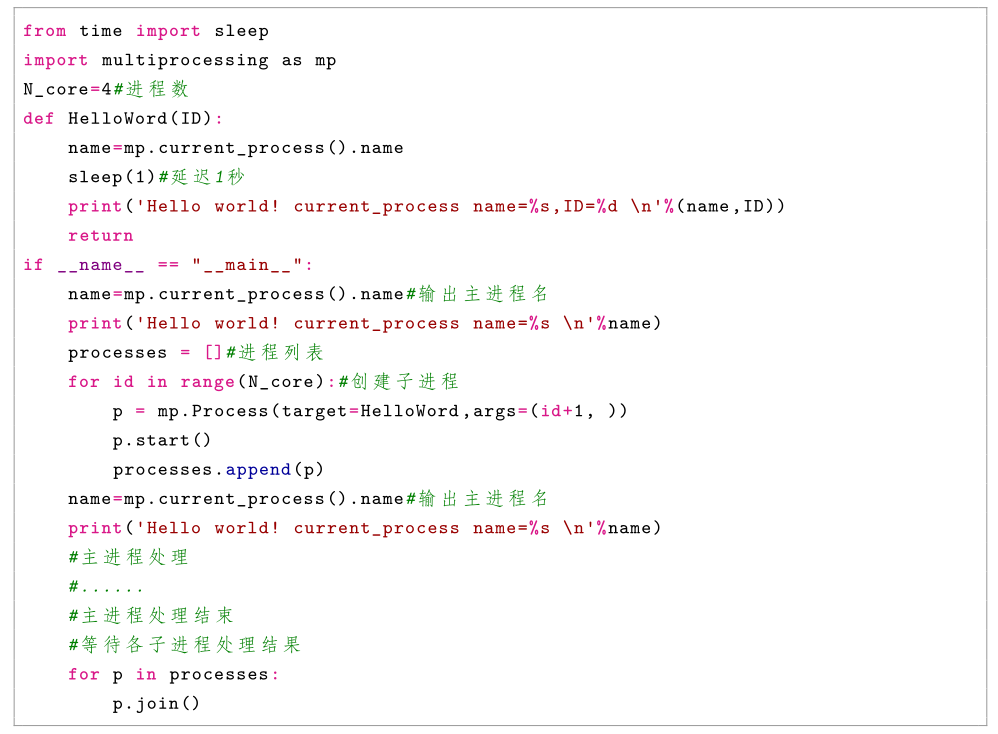 from time import sleep
import multiprocessing as mp
N_core=4#进程数
def HelloWord(ID):
    name=mp.current_process().name
    sleep(1)#延迟1秒
    print('Hello world! current_process name=%s,ID=%d \n'%(name,ID))
    return
if __name__ == "__main__":
    name=mp.current_process().name#输出主进程名
    print('Hello world! current_process name=%s \n'%name)
    processes = []#进程列表
    for id in range(N_core):#创建子进程
        p = mp.Process(target=HelloWord,args=(id+1, ))
        p.start()
        processes.append(p)
    name=mp.current_process().name#输出主进程名
    print('Hello world! current_process name=%s \n'%name)
    #主进程处理
    #......
    #主进程处理结束
    #等待各子进程处理结果
    for p in processes:
        p.join()